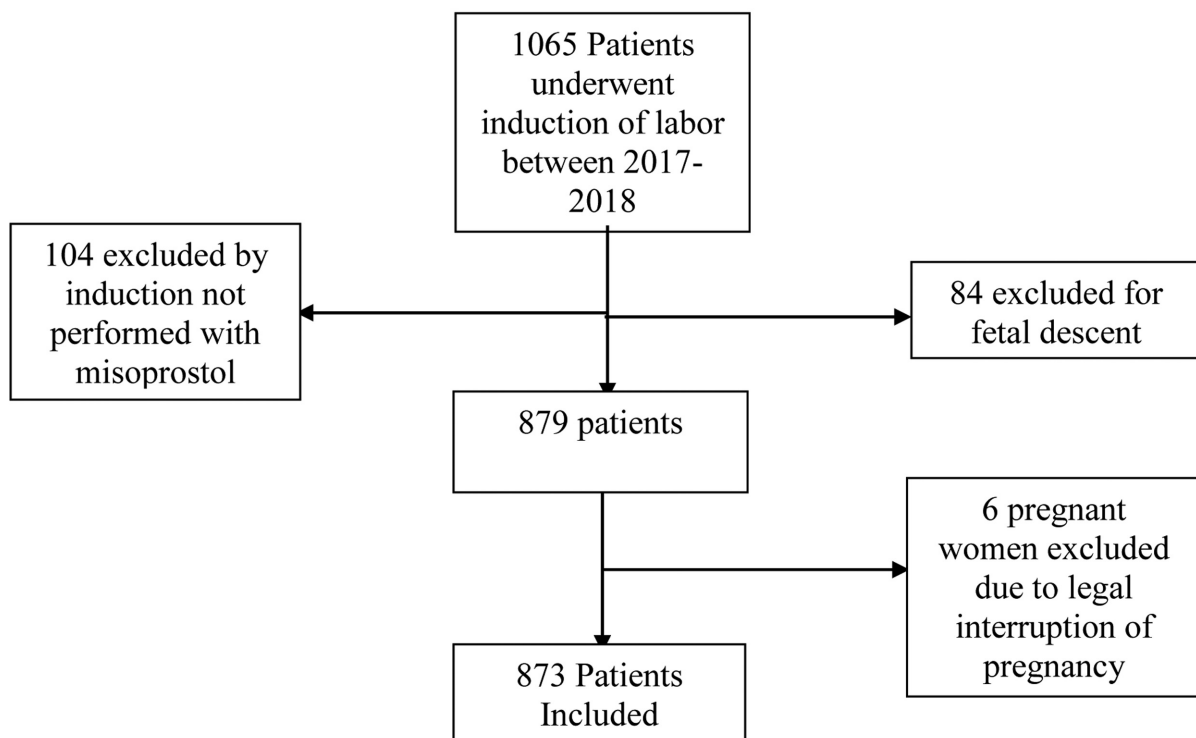 1065 Patients
underwent
induction of labor
between 2017-
2018
104 excluded by
induction not
performed with
misoprostol
84 excluded for
fetal descent
879 patients
6 pregnant
women excluded
due to legal
interruption of
pregnancy
873 Patients
Included